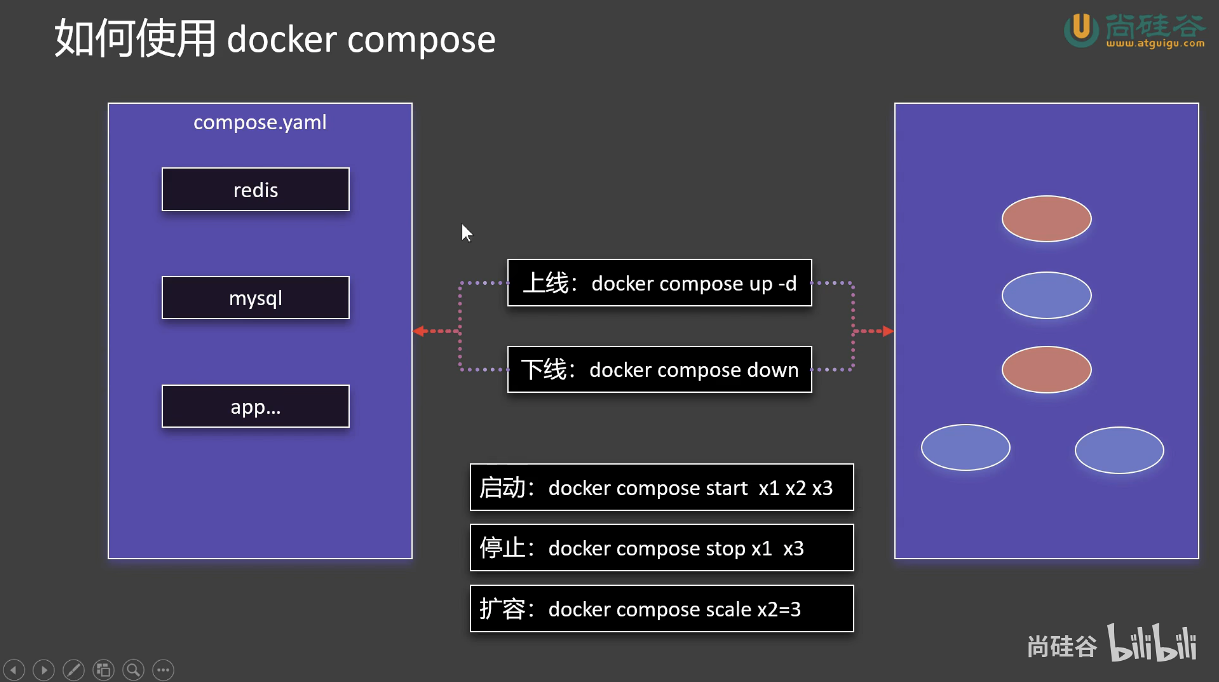 如何使用 docker compose
尚硅谷
www.atguigu.com
compose.yaml
redis
mysql
app...
上线：docker compose up -d
下线：docker compose down
启动：docker compose start  x1 x2 x3
停止：docker compose stop x1  x3
扩容：docker compose scale x2=3
尚硅谷 bilibili